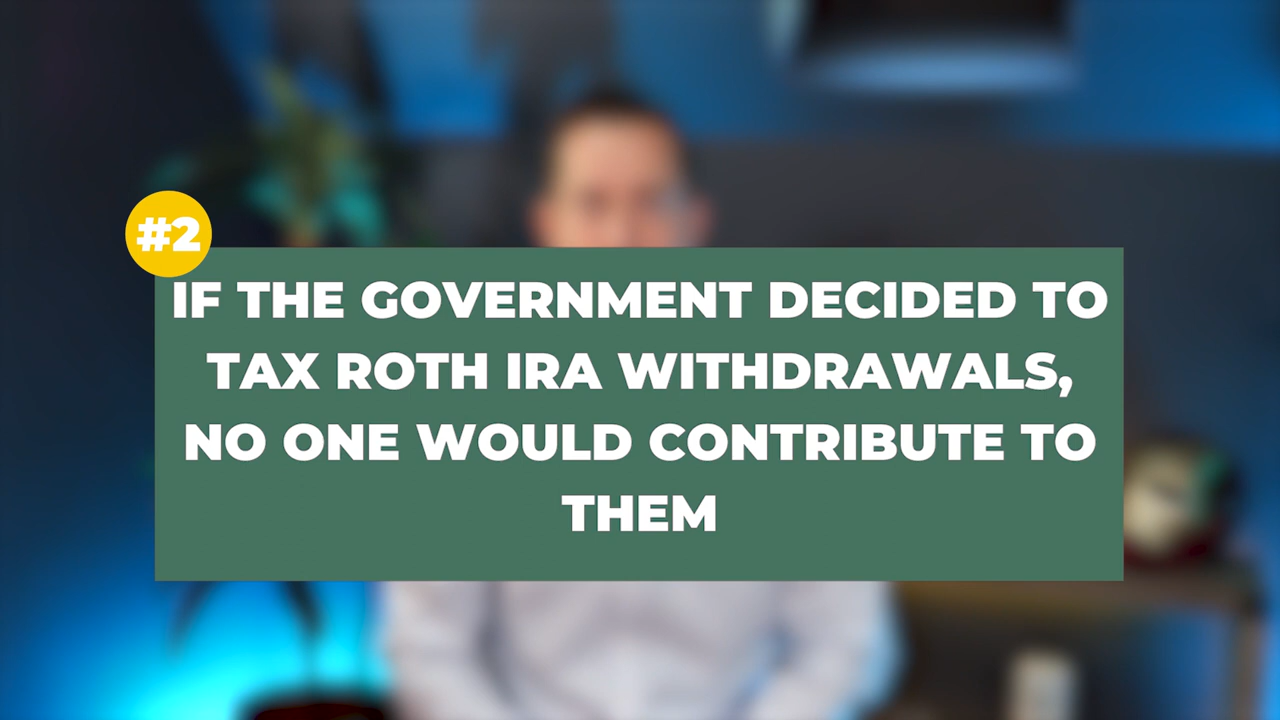 #2
IF THE GOVERNMENT DECIDED TO
TAX ROTH IRA WITHDRAWALS,
NO ONE WOULD CONTRIBUTE TO
THEM